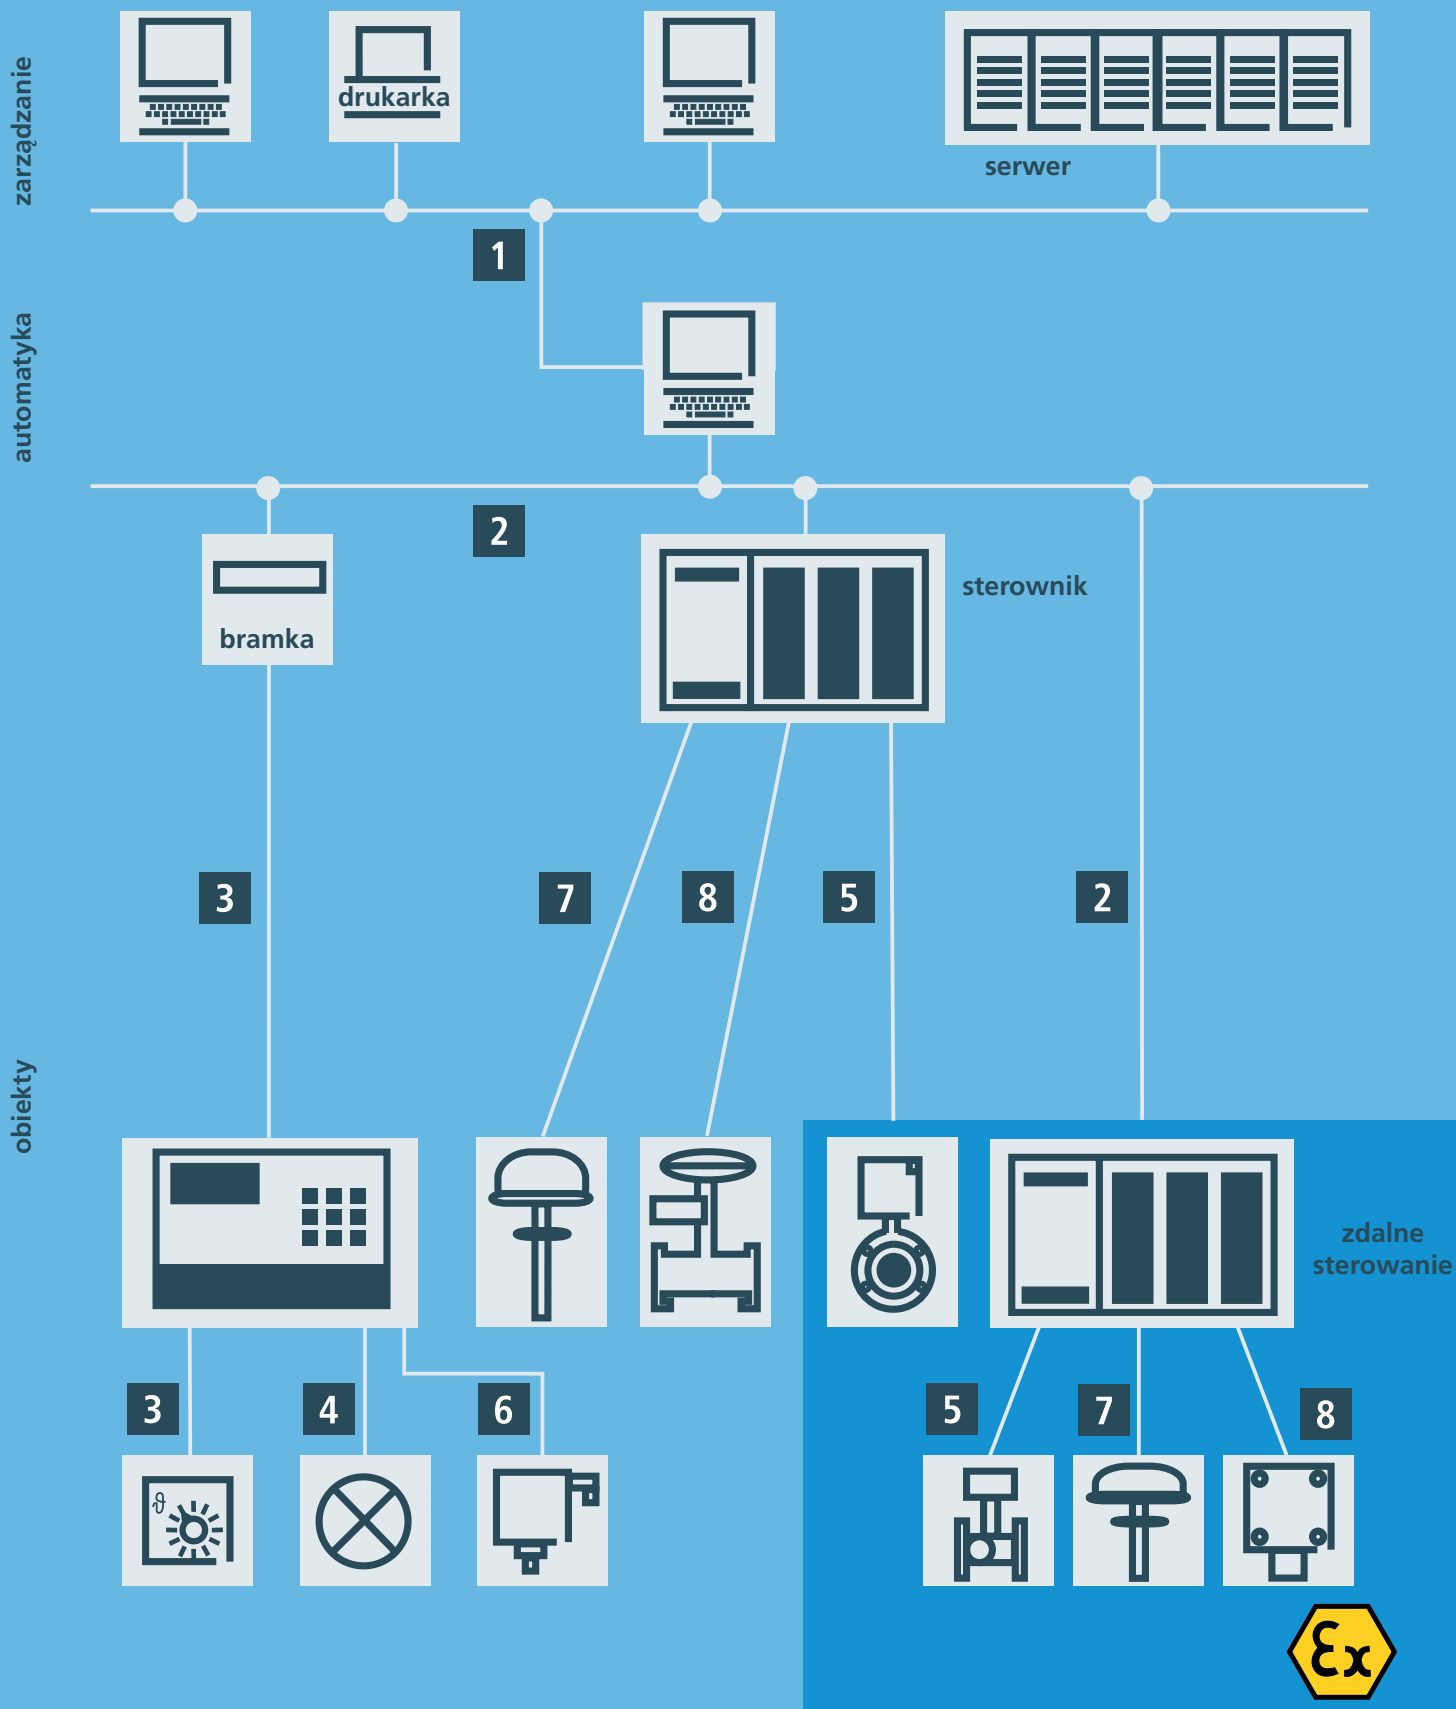 zarządzanie
drukarka
serwer
1
automatyka
2
bramka
sterownik
3
7
8
5
2
obiekty
ϑ
zdalne
sterowanie
3
4
6
5
7
8
Ex